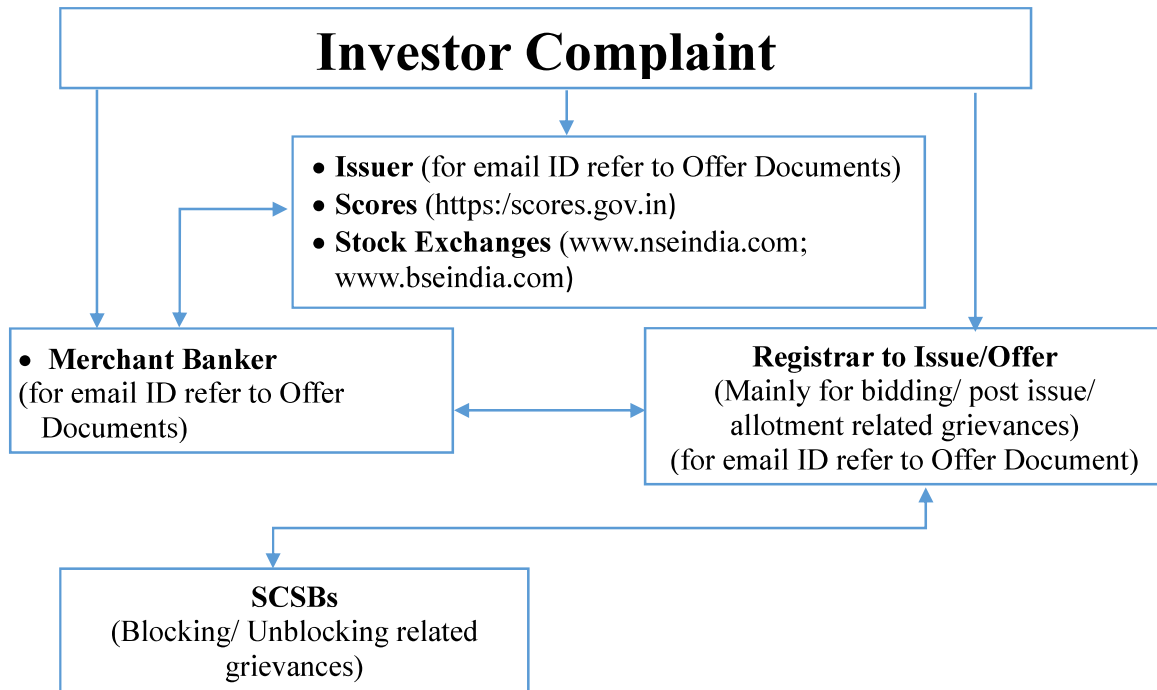 Investor Complaint
• Issuer (for email ID refer to Offer Documents)
• Scores (https:/scores.gov.in)
• Stock Exchanges (www.nseindia.com;
www.bseindia.com)
• Merchant Banker
(for email ID refer to Offer
Documents)
Registrar to Issue/Offer
(Mainly for bidding/ post issue/
allotment related grievances)
(for email ID refer to Offer Document)
SCSBs
(Blocking/ Unblocking related
grievances)